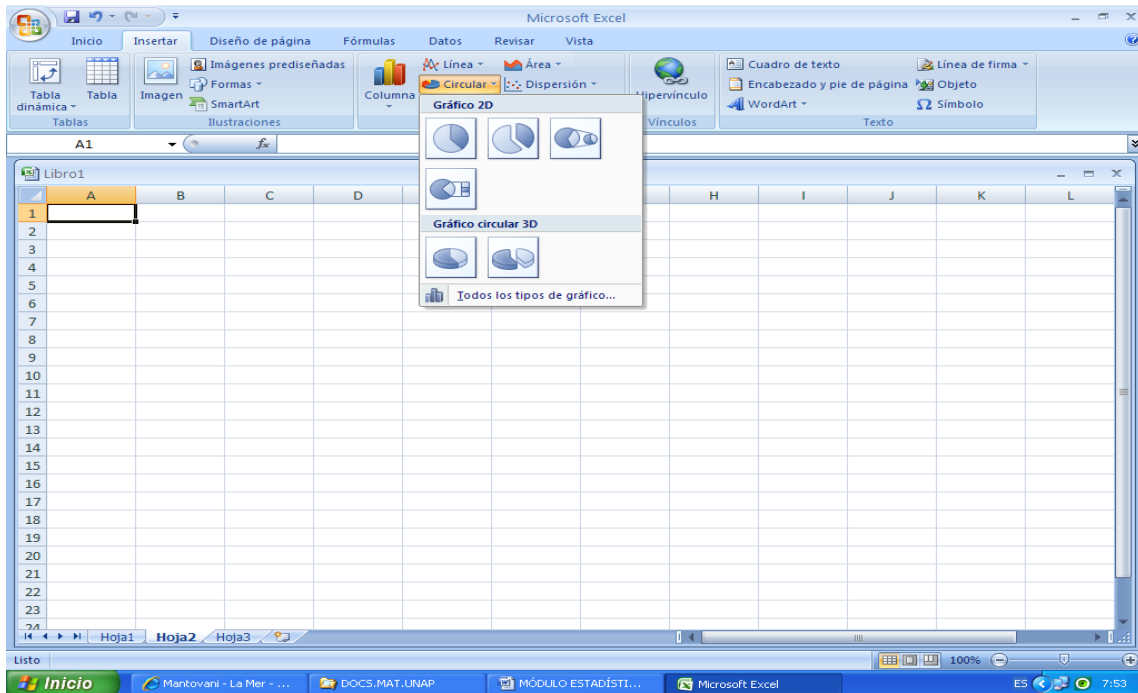 Microsoft Excel
Inicio Insertar Diseño de página Fórmulas Datos Revisar Vista
Tabla dinámica
Tabla
Tablas
Imagen
Imágenes prediseñadas
Formas
SmartArt
Ilustraciones
Columna
Línea
Circular
Área
Dispersión
Hipervínculo
Vínculos
Cuadro de texto
Encabezado y pie de página
WordArt
Línea de firma
Objeto
Símbolo
Texto
Gráfico 2D
Gráfico circular 3D
Todos los tipos de gráfico...
A1 fx
Libro1
A B C D H I J K L
1
2
3
4
5
6
7
8
9
10
11
12
13
14
15
16
17
18
19
20
21
22
23
24
Hoja1 Hoja2 Hoja3
Listo 100%
Inicio Mantovani - La Mer - ... DOCS.MAT.UNAP MÓDULO ESTADÍSTI... Microsoft Excel ES 7:53